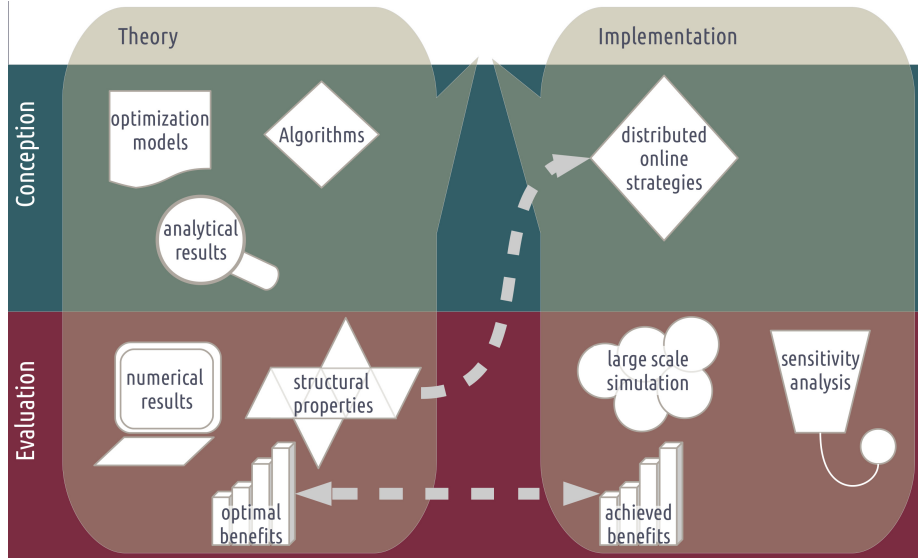 Theory
Implementation
Conception
optimization
models
Algorithms
distributed
online
strategies
analytical
results
Evaluation
numerical
results
structural
properties
large scale
simulation
sensitivity
analysis
optimal
benefits
achieved
benefits